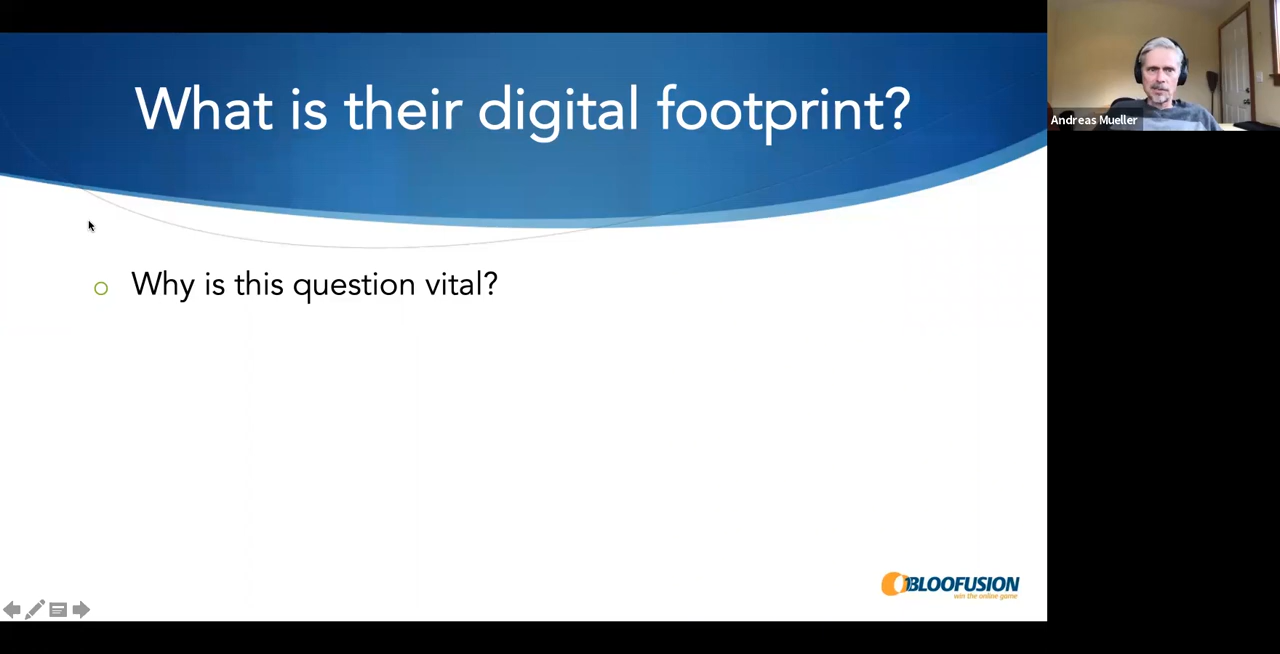 What is their digital footprint?
Andreas Mueller
Why is this question vital?
BLOOFUSION
win the online game